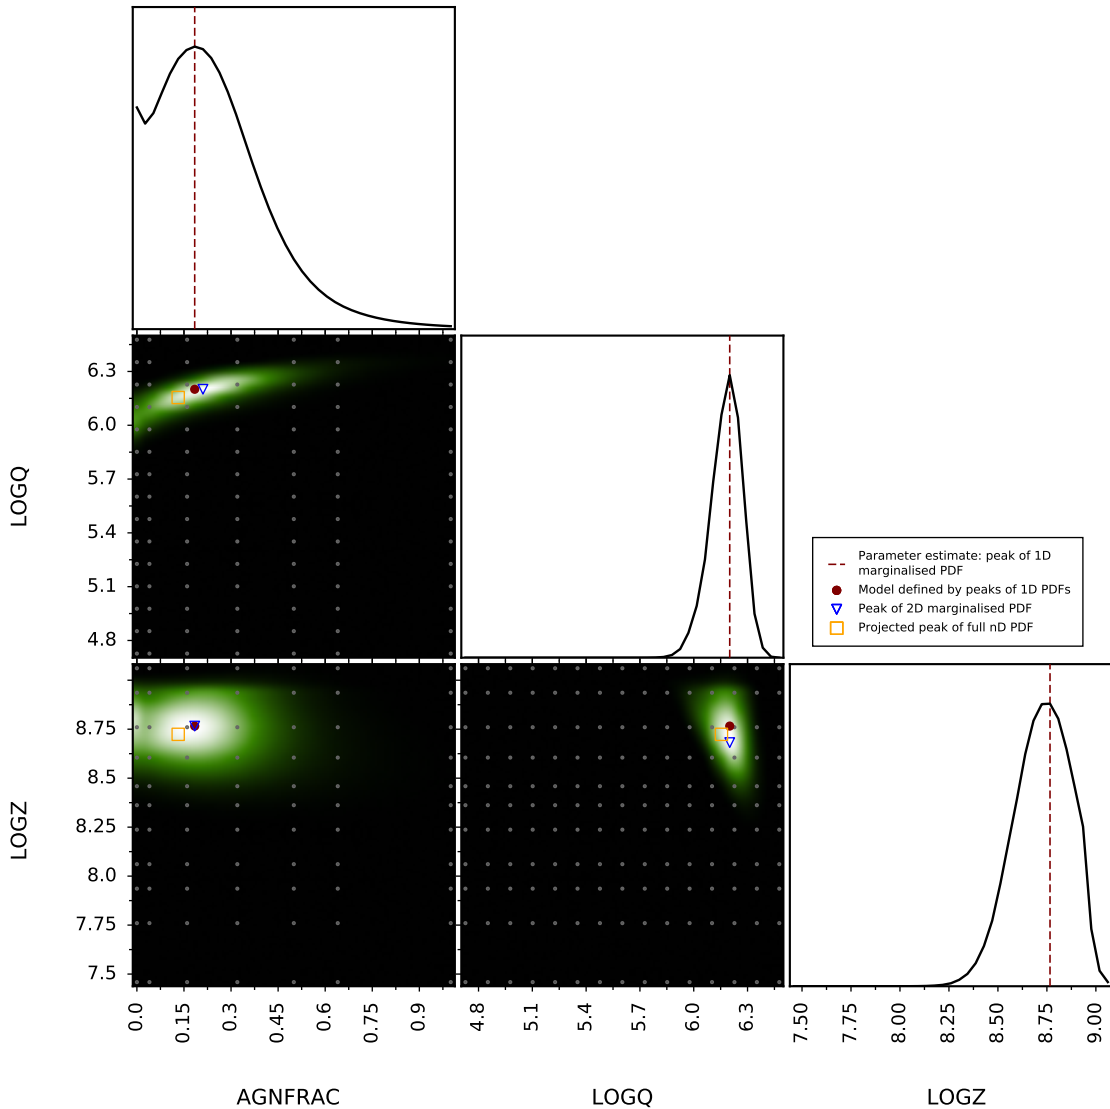 6.3
6.0
5.7
5.4
5.1
4.8
LOGQ
Parameter estimate: peak of 1D
marginalised PDF
Model defined by peaks of 1D PDFs
Peak of 2D marginalised PDF
Projected peak of full nD PDF
8.75
8.5
8.25
8.0
7.75
7.5
LOGZ
0.0 0.15 0.3 0.45 0.6 0.75 0.9
4.8 5.1 5.4 5.7 6.0 6.3
7.50 7.75 8.00 8.25 8.50 8.75 9.00
AGNFRAC LOGQ LOGZ